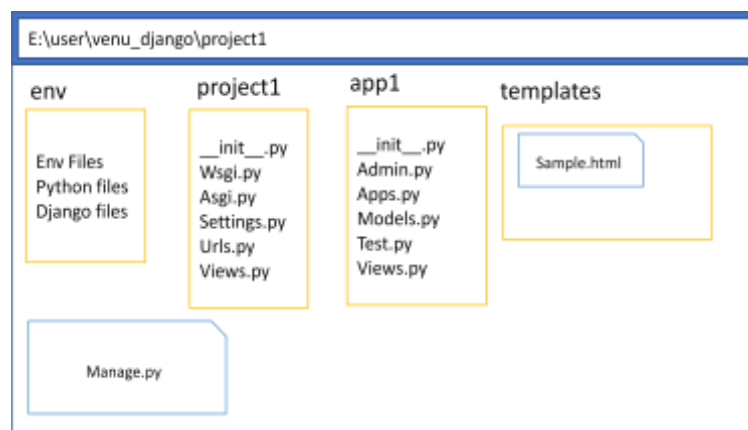 E:\user\venu_django\project1
env
Env Files
Python files
Django files
project1
__init__.py
Wsgi.py
Asgi.py
Settings.py
Urls.py
Views.py
app1
__init__.py
Admin.py
Apps.py
Models.py
Test.py
Views.py
templates
Sample.html
Manage.py